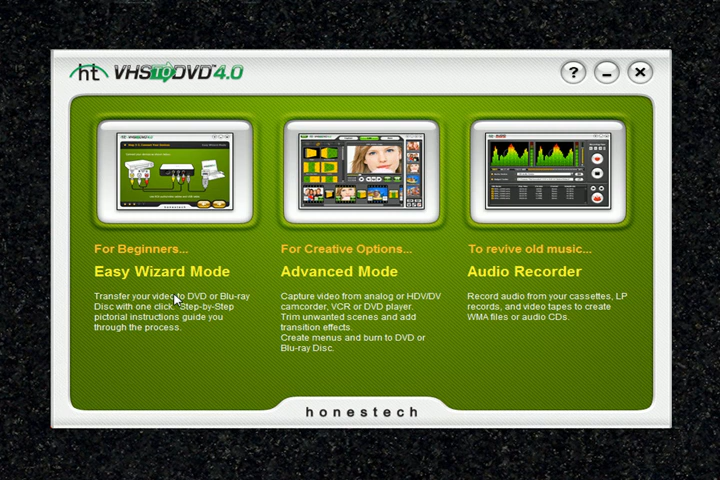 ht VHSTODVD™ 4.0
For Beginners...
Easy Wizard Mode
Transfer your video to DVD or Blu-ray
Disc with one click. Step-by-Step
pictorial instructions guide you
through the process.
For Creative Options...
Advanced Mode
Capture video from analog or HDV/DV
camcorder, VCR or DVD player.
Trim unwanted scenes and add
transition effects.
Create menus and burn to DVD or
Blu-ray Disc.
To revive old music...
Audio Recorder
Record audio from your cassettes, LP
records, and video tapes to create
WMA files or audio CDs.
honestech